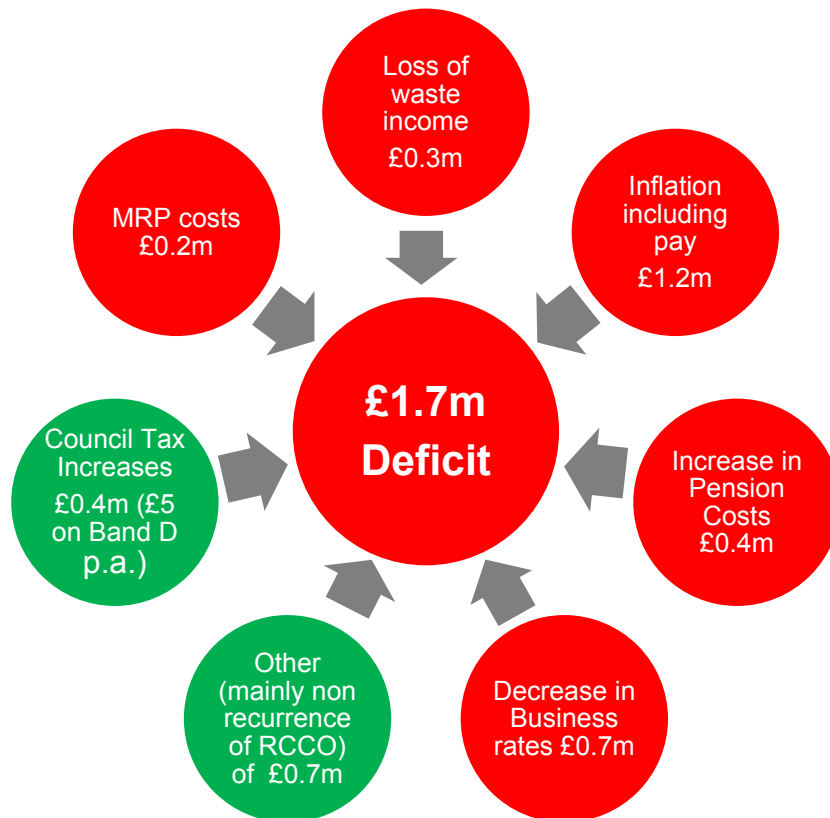 Loss of
waste
income
£0.3m
Inflation
including
pay
£1.2m
MRP costs
£0.2m
£1.7m
Deficit
Council Tax
Increases
£0.4m (£5
on Band D
p.a.)
Increase in
Pension
Costs
£0.4m
Other
(mainly non
recurrence
of RCCO)
of £0.7m
Decrease in
Business
rates £0.7m